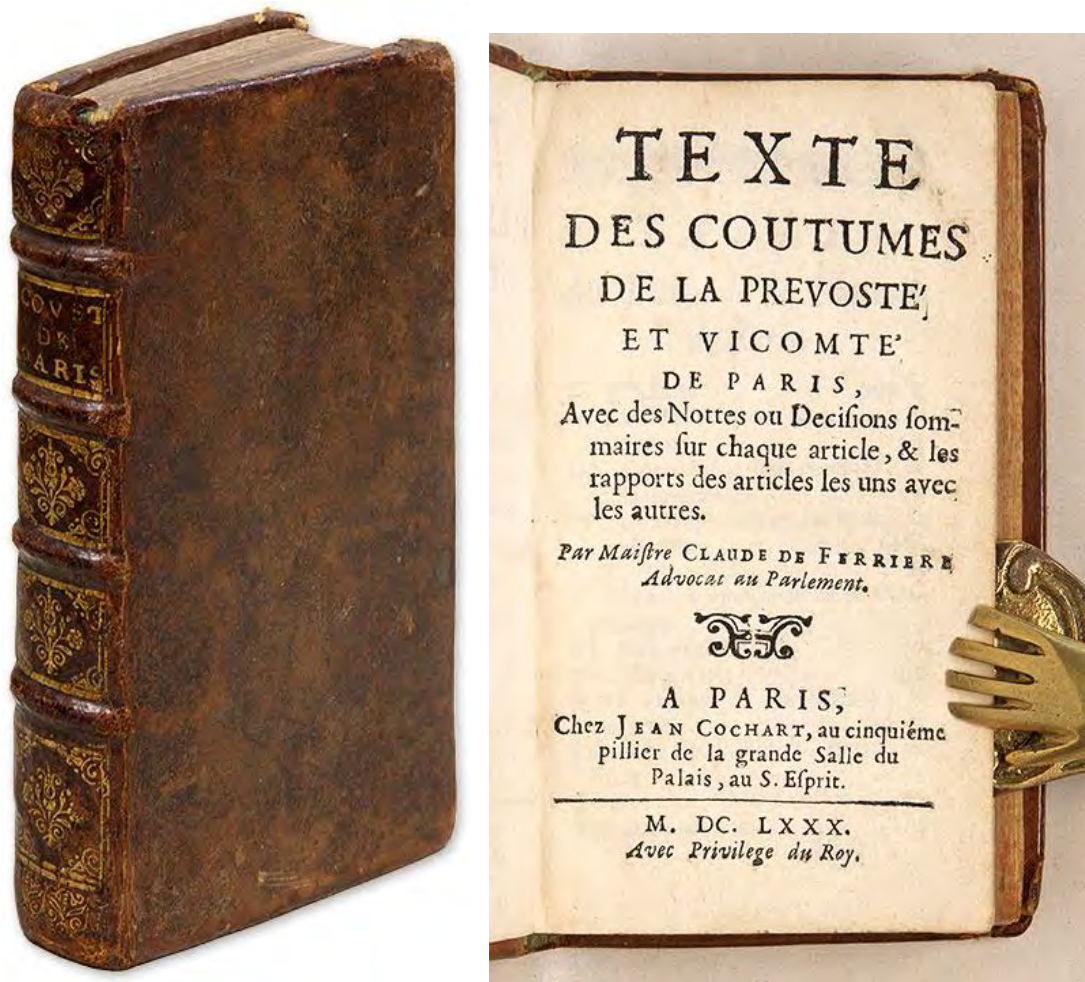 COVST
DE
PARIS
TEXTE
DES COUTUMES
DE LA PREVOSTE',
ET VICOMTE'
DE PARIS,
Avec des Nottes ou Deciſions ſom-
maires ſur chaque article, & les
rapports des articles les uns avec
les autres.
Par Maiſtre CLAUDE DE FERRIERE
Advocat au Parlement.
A PARIS,
Chez JEAN COCHART, au cinquiéme
pillier de la grande Salle du
Palais, au S. Eſprit.
M. DC. LXXX.
Avec Privilege du Roy.